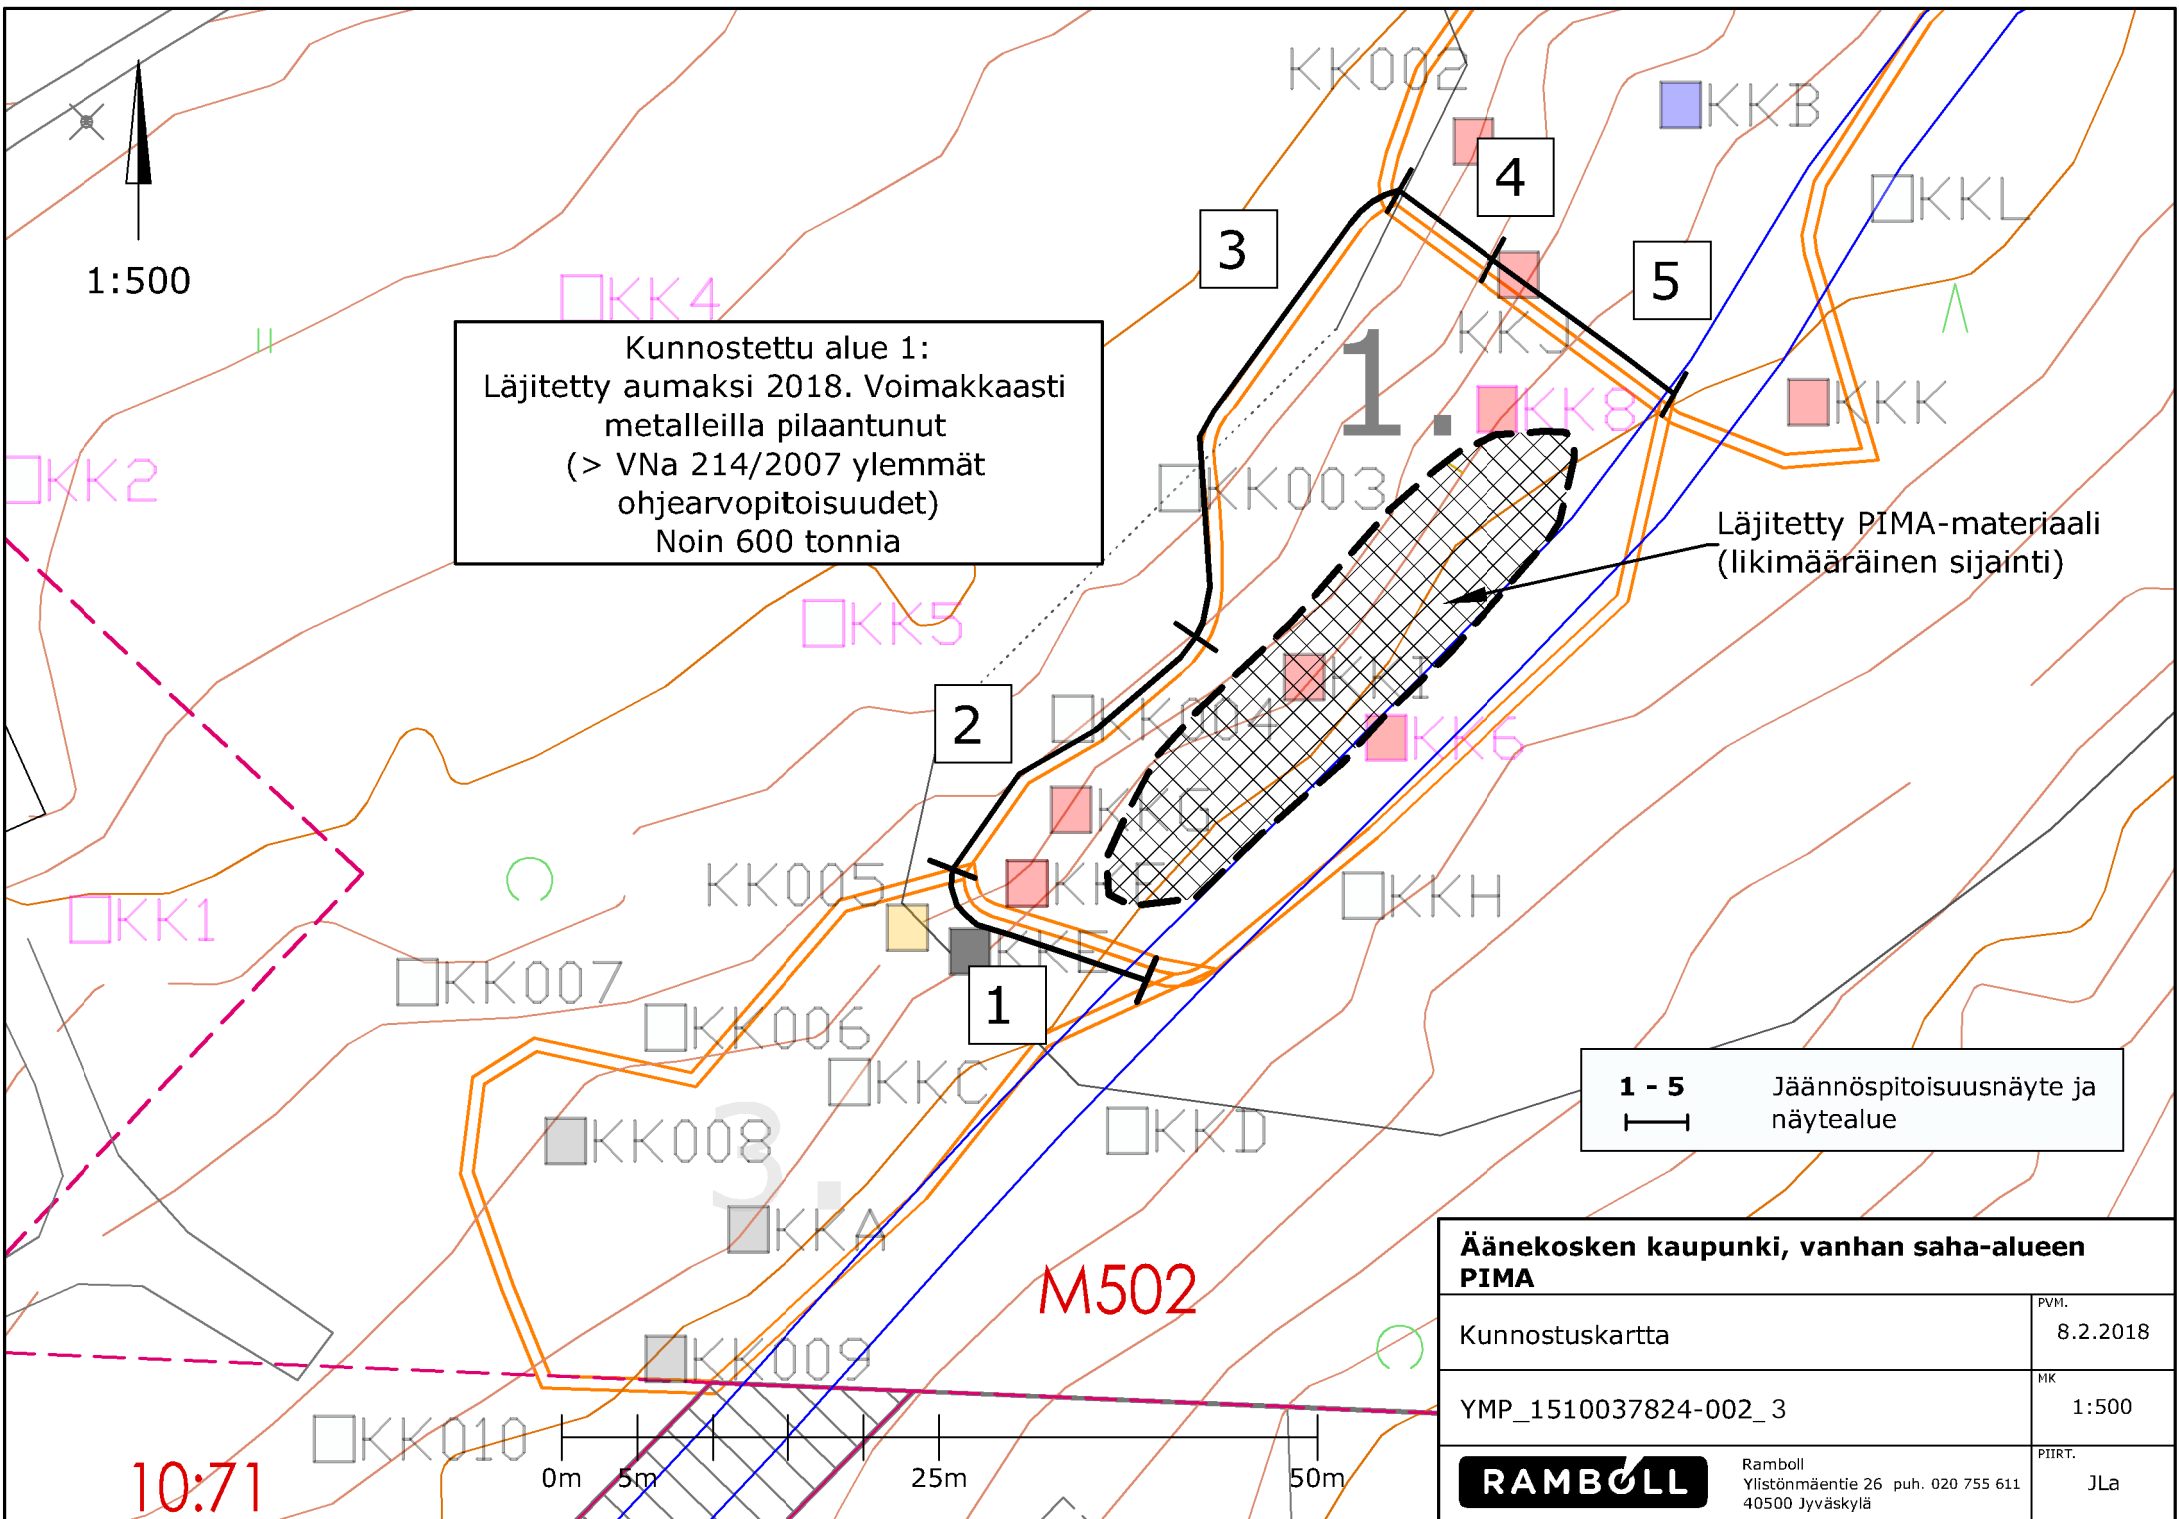 KK002
KKB
4
KKL
3
1:500
KK4
5
KKJ
1.
Kunnostettu alue 1:
Läjitetty aumaksi 2018. Voimakkaasti
metalleilla pilaantunut
(> VNa 214/2007 ylemmät
ohjearvopitoisuudet)
Noin 600 tonnia
KK8
KKK
KK2
KK003
Läjitetty PIMA-materiaali
(likimääräinen sijainti)
KK5
KKI
2
KK004
KK6
KKG
KK005
KKF
KKH
KK1
KKE
KK007
1
KK006
KKC
1 - 5 Jäännöspitoisuusnäyte ja
näytealue
KK008
KKD
3.
KKA
M502
Äänekosken kaupunki, vanhan saha-alueen
PIMA
Kunnostuskartta
PVM.
8.2.2018
KK009
YMP_1510037824-002_3
MK
1:500
KK010
10:71
0m 5m 25m 50m
RAMBOLL
Ramboll
Ylistönmäentie 26 puh. 020 755 611
40500 Jyväskylä
PIIRT.
JLa